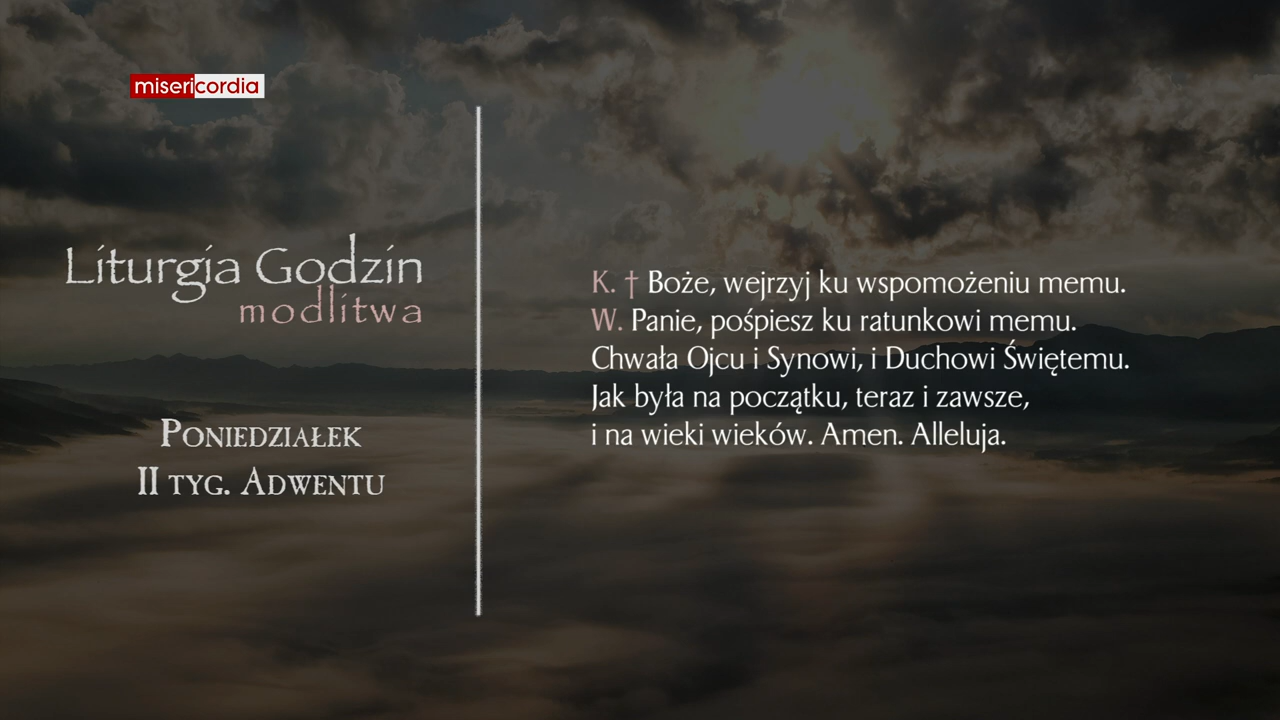 misericordia
Liturgia Godzin
modlitwa
Poniedziałek
II tyg. Adwentu
K. † Boże, wejrzyj ku wspomożeniu memu.
W. Panie, pośpiesz ku ratunkowi memu.
Chwała Ojcu i Synowi, i Duchowi Świętemu.
Jak była na początku, teraz i zawsze,
i na wieki wieków. Amen. Alleluja.